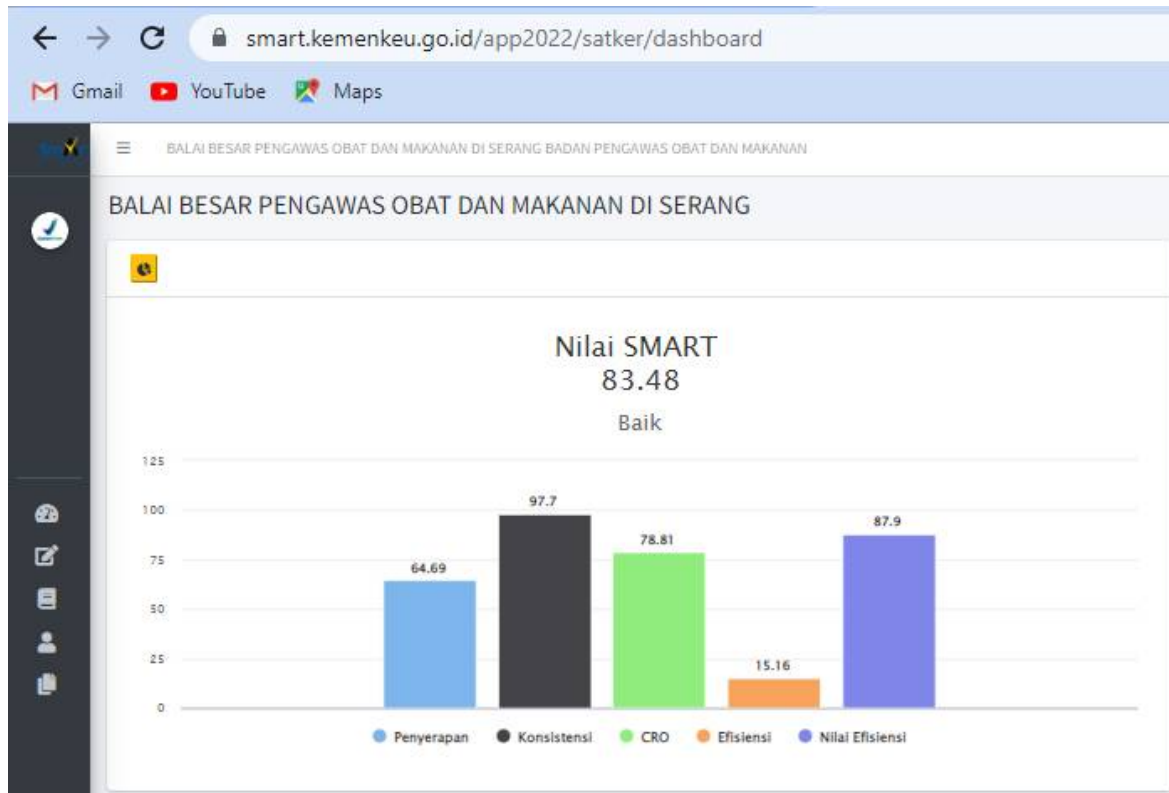 smart.kemenkeu.go.id/app2022/satker/dashboard
Gmail YouTube Maps
BALAI BESAR PENGAWAS OBAT DAN MAKANAN DI SERANG BADAN PENGAWAS OBAT DAN MAKANAN
BALAI BESAR PENGAWAS OBAT DAN MAKANAN DI SERANG
Nilai SMART
83.48
Baik
125
100
75
50
25
0
64.69
97.7
78.81
15.16
87.9
Penyerapan Konsistensi CRO Efisiensi Nilai Efisiensi